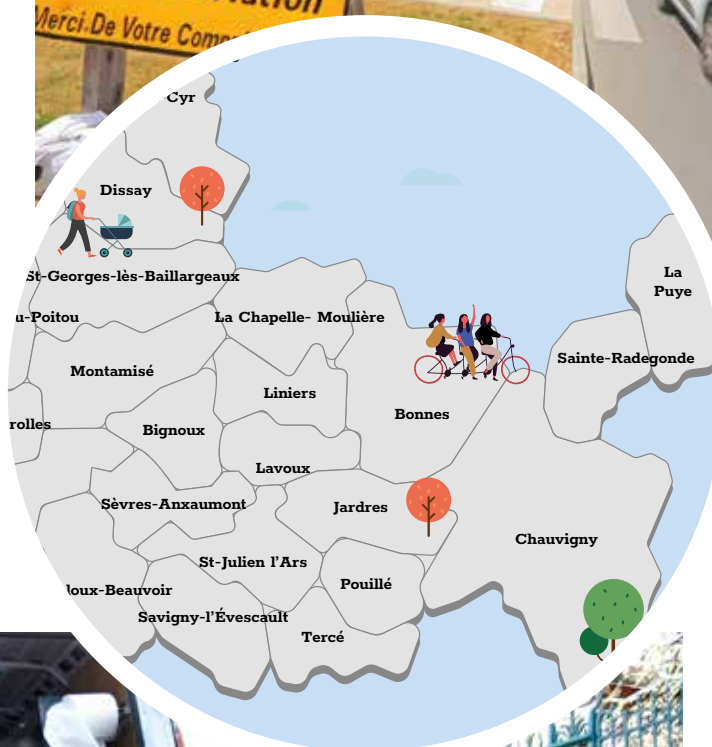 Merci De Votre
Cyr
Dissay
St-Georges-lès-Baillargeaux
u-Poitou
La Chapelle- Moulière
La
Puye
Sainte-Radegonde
Montamisé
Liniers
Bonnes
rolles
Bignoux
Lavoux
Sèvres-Anxaumont
Jardres
Chauvigny
St-Julien l'Ars
Pouillé
loux-Beauvoir
Savigny-l'Évescault
Tercé